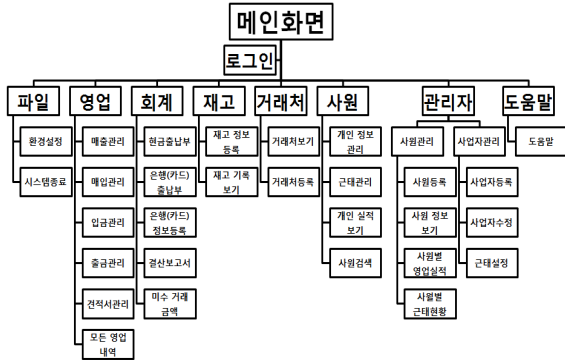 메인화면
로그인
파일
영업
회계
재고
거래처
사원
관리자
도움말
환경설정
시스템종료
매출관리
매입관리
입금관리
출금관리
견적서관리
모든 영업
내역
현금출납부
은행(카드)
출납부
은행(카드)
정보등록
결산보고서
미수 거래
금액
재고 정보
등록
재고 기록
보기
거래처보기
거래처등록
개인 정보
관리
근태관리
개인 실적
보기
사원검색
사원관리
사원등록
사원 정보
보기
사원별
영업실적
사월별
근태현황
사업자관리
사업자등록
사업자수정
근태설정
도움말